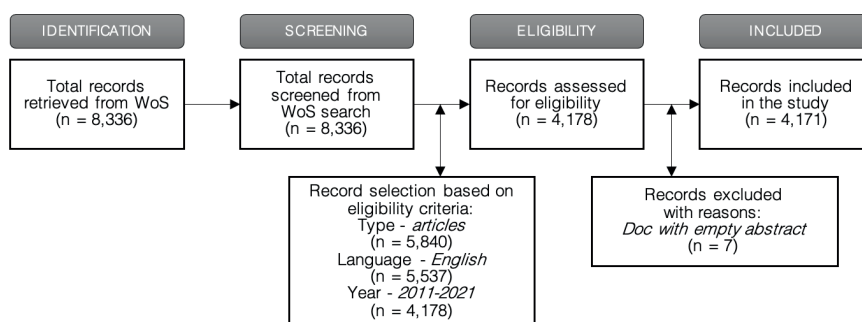 IDENTIFICATION
SCREENING
ELIGIBILITY
INCLUDED
Total records
retrieved from WoS
(n = 8,336)
Total records
screened from
WoS search
(n = 8,336)
Records assessed
for eligibility
(n = 4,178)
Records included
in the study
(n = 4,171)
Record selection based on
eligibility criteria:
Type - articles
(n = 5,840)
Language - English
(n = 5,537)
Year - 2011-2021
(n = 4,178)
Records excluded
with reasons:
Doc with empty abstract
(n = 7)